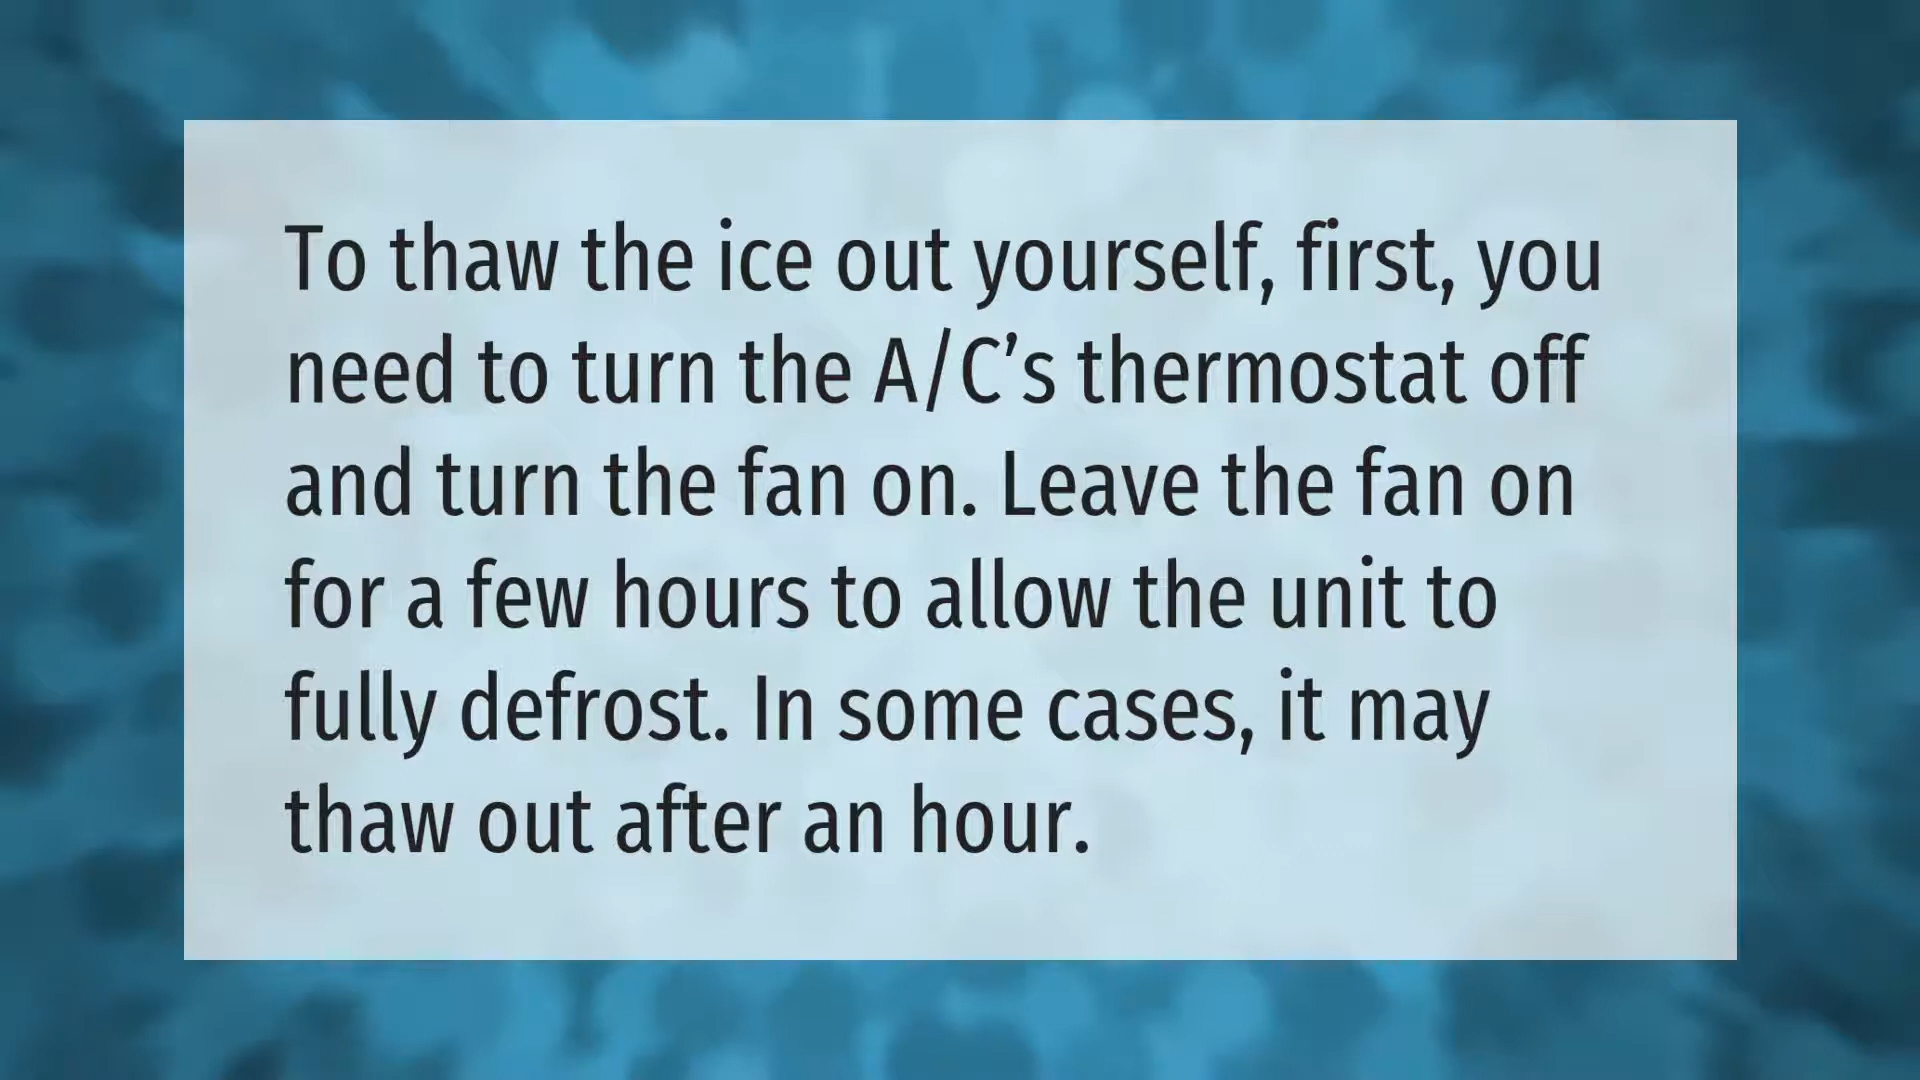 To thaw the ice out yourself, first, you
need to turn the A/C’s thermostat off
and turn the fan on. Leave the fan on
for a few hours to allow the unit to
fully defrost. In some cases, it may
thaw out after an hour.